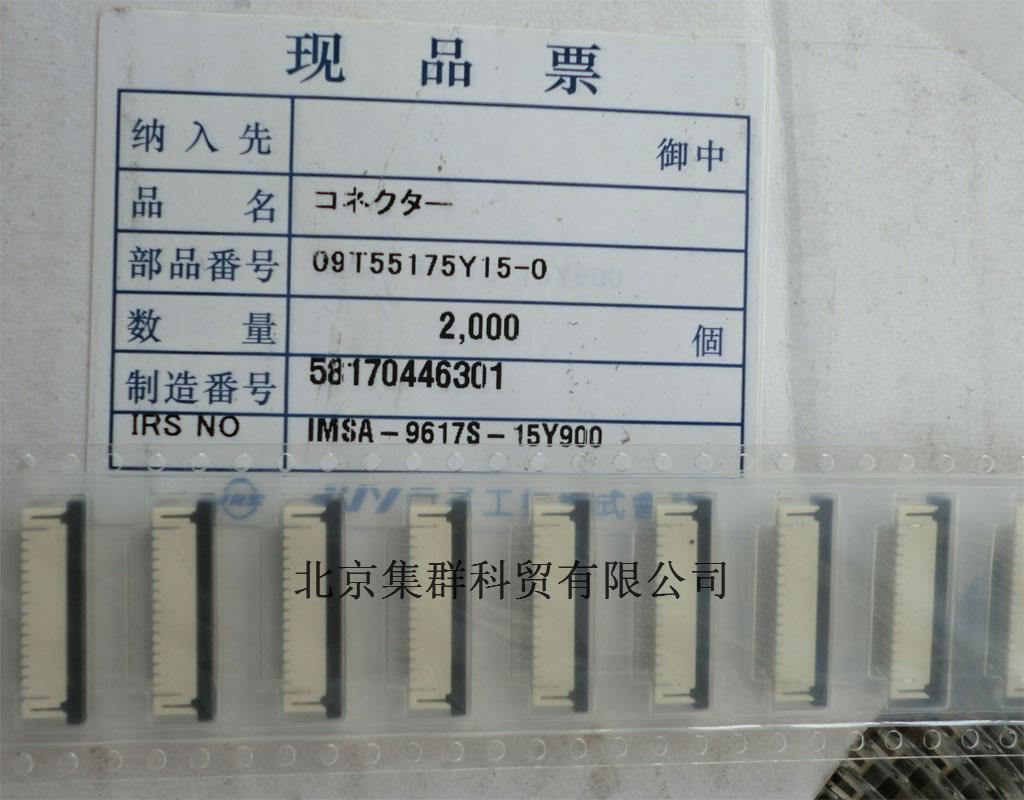 现品票
纳入先 御中
品名 コネクター
部品番号 09T55175Y15-0
数量 2,000 個
制造番号 58170446301
IRS NO IMSA-9617S-15Y900
IRS
北京集群科贸有限公司